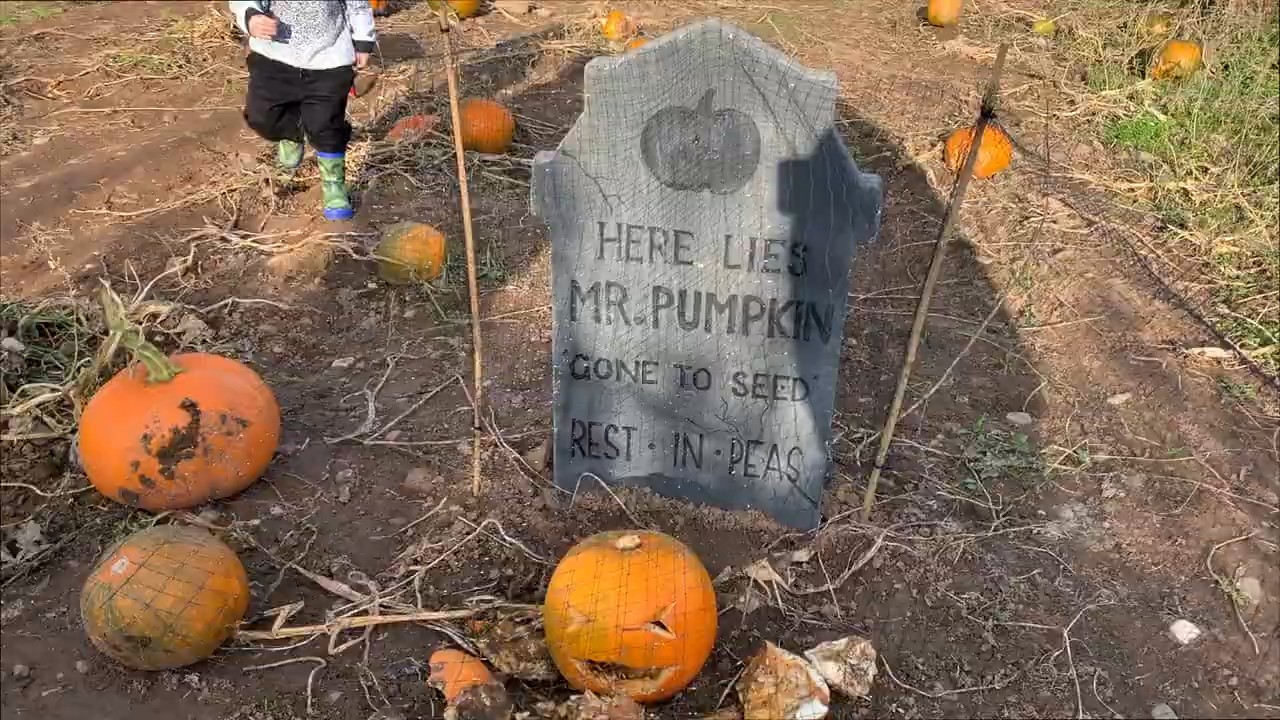 HERE LIES
MR. PUMPKIN
'GONE TO SEED'
REST · IN · PEAS